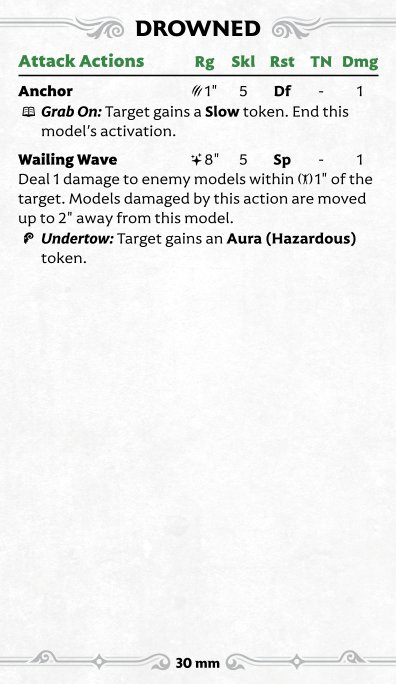 DROWNED
Attack Actions Rg Skl Rst TN Dmg
Anchor 1" 5 Df - 1
Grab On: Target gains a Slow token. End this
model's activation.
Wailing Wave 8" 5 Sp - 1
Deal 1 damage to enemy models within 1" of the
target. Models damaged by this action are moved
up to 2" away from this model.
Undertow: Target gains an Aura (Hazardous)
token.
30 mm